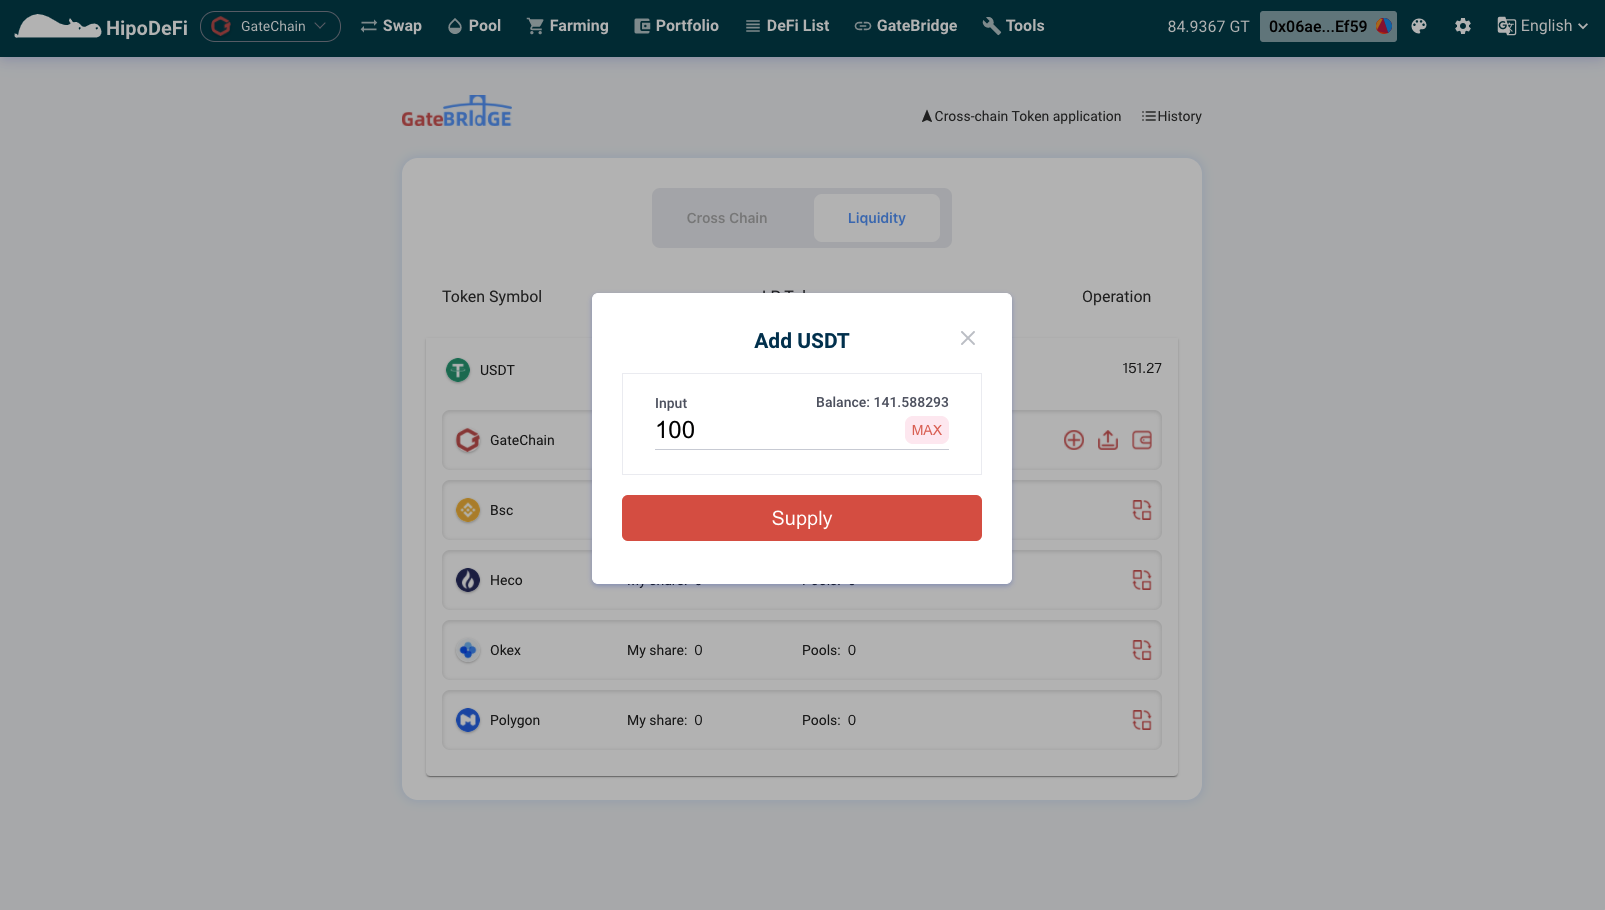 HipoDeFi
GateChain
Swap
Pool
Farming
Portfolio
DeFi List
GateBridge
Tools
84.9367 GT
0x06ae...Ef59
English
GateBRIdGE
Cross-chain Token application
History
Cross Chain
Liquidity
Token Symbol
Operation
USDT
151.27
Add USDT
Input
Balance: 141.588293
100
MAX
Supply
GateChain
Bsc
Heco
Okex
My share: 0
Pools: 0
Polygon
My share: 0
Pools: 0